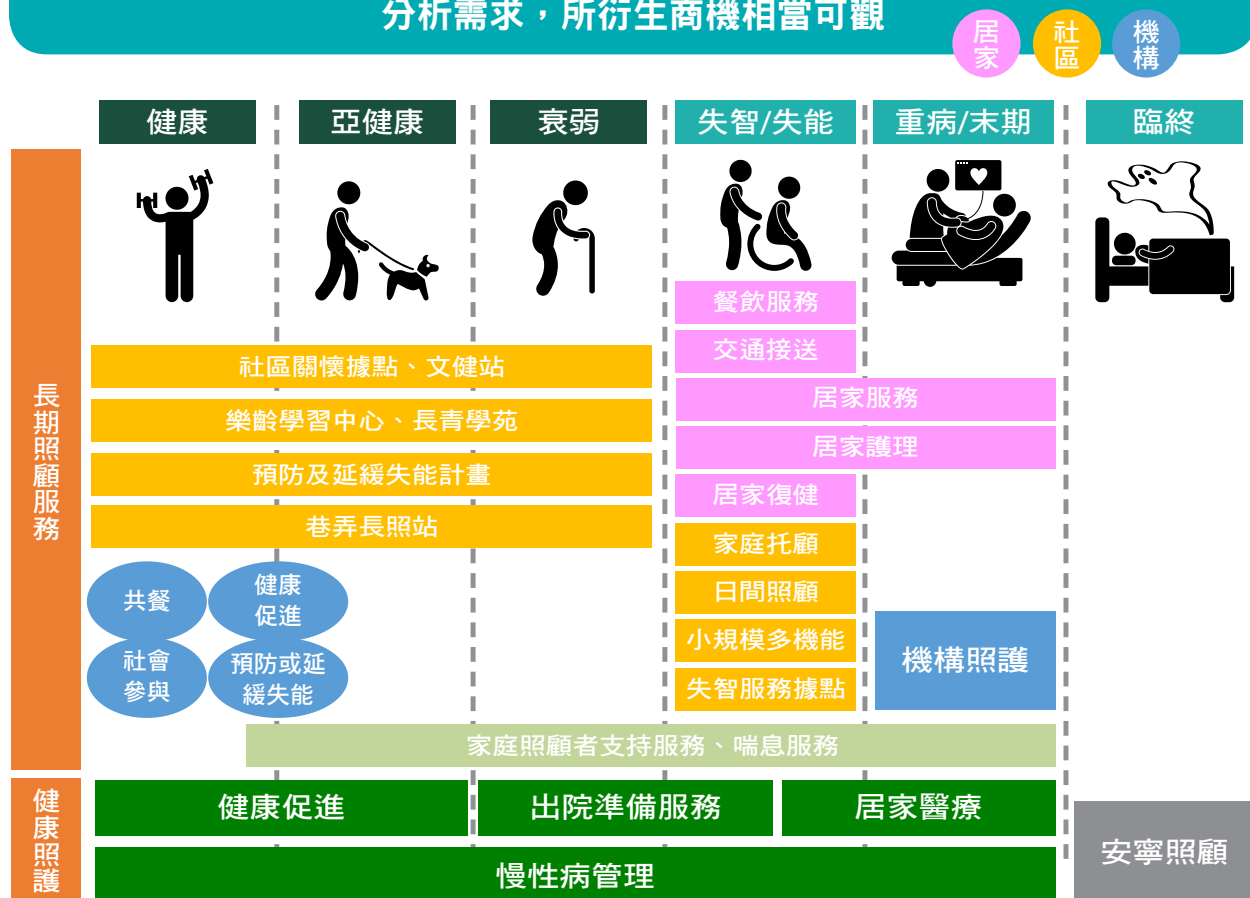 分析需求，所衍生商機相當可觀
居家
社區
機構
健康
亞健康
衰弱
失智/失能
重病/末期
臨終
長期照顧服務
餐飲服務
交通接送
社區關懷據點、文健站
居家服務
樂齡學習中心、長青學苑
居家護理
預防及延緩失能計畫
居家復健
巷弄長照站
家庭托顧
共餐
健康
促進
日間照顧
小規模多機能
社會
參與
預防或延
緩失能
機構照護
失智服務據點
家庭照顧者支持服務、喘息服務
健康照護
健康促進
出院準備服務
居家醫療
安寧照顧
慢性病管理